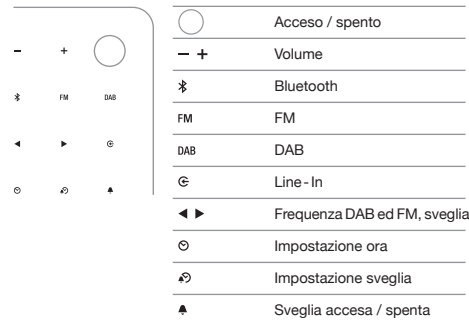 − +
FM DAB
Acceso / spento
− + Volume
Bluetooth
FM FM
DAB DAB
Line-In
◀ ▶ Frequenza DAB ed FM, sveglia
Impostazione ora
Impostazione sveglia
Sveglia accesa / spenta